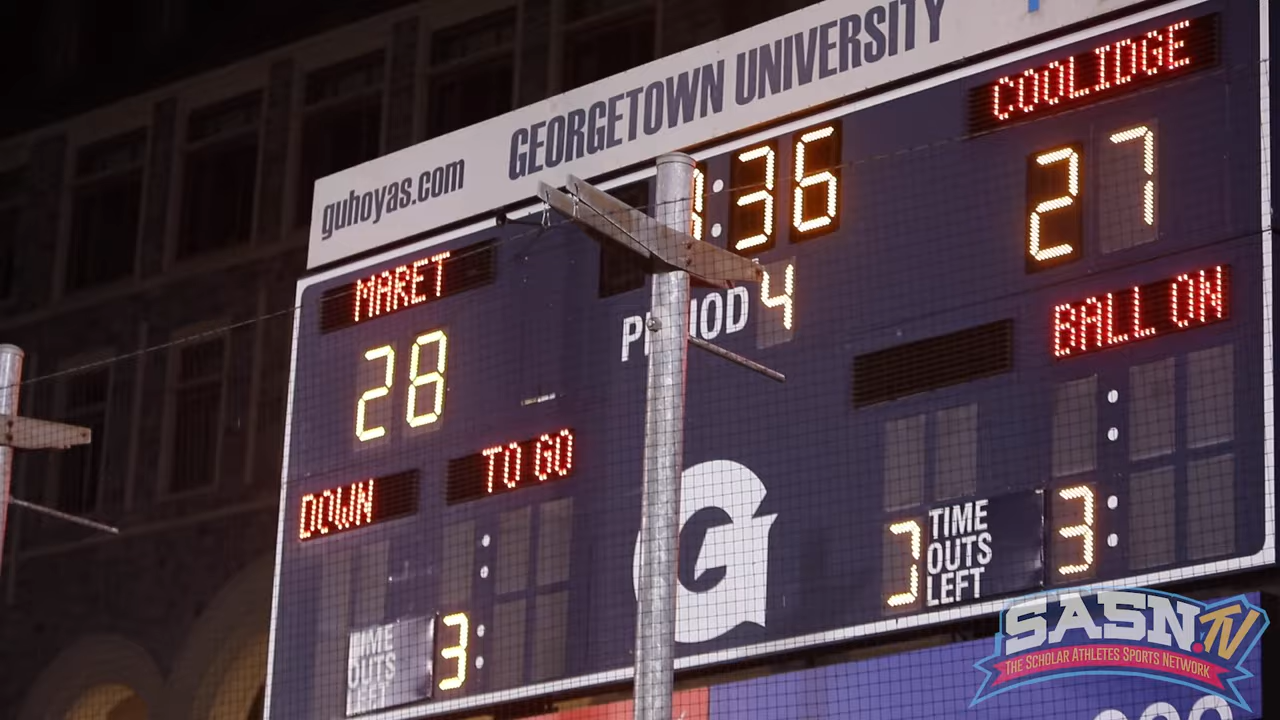 GEORGETOWN UNIVERSITY
guhoyas.com
COOLIDGE
:36
27
MARET
28
PERIOD 4
BALL ON
TO GO
DOWN
G
TIME
OUTS
LEFT
3
TIME
OUTS
LEFT
3
SASN.TV
THE SCHOLAR ATHLETES SPORTS NETWORK